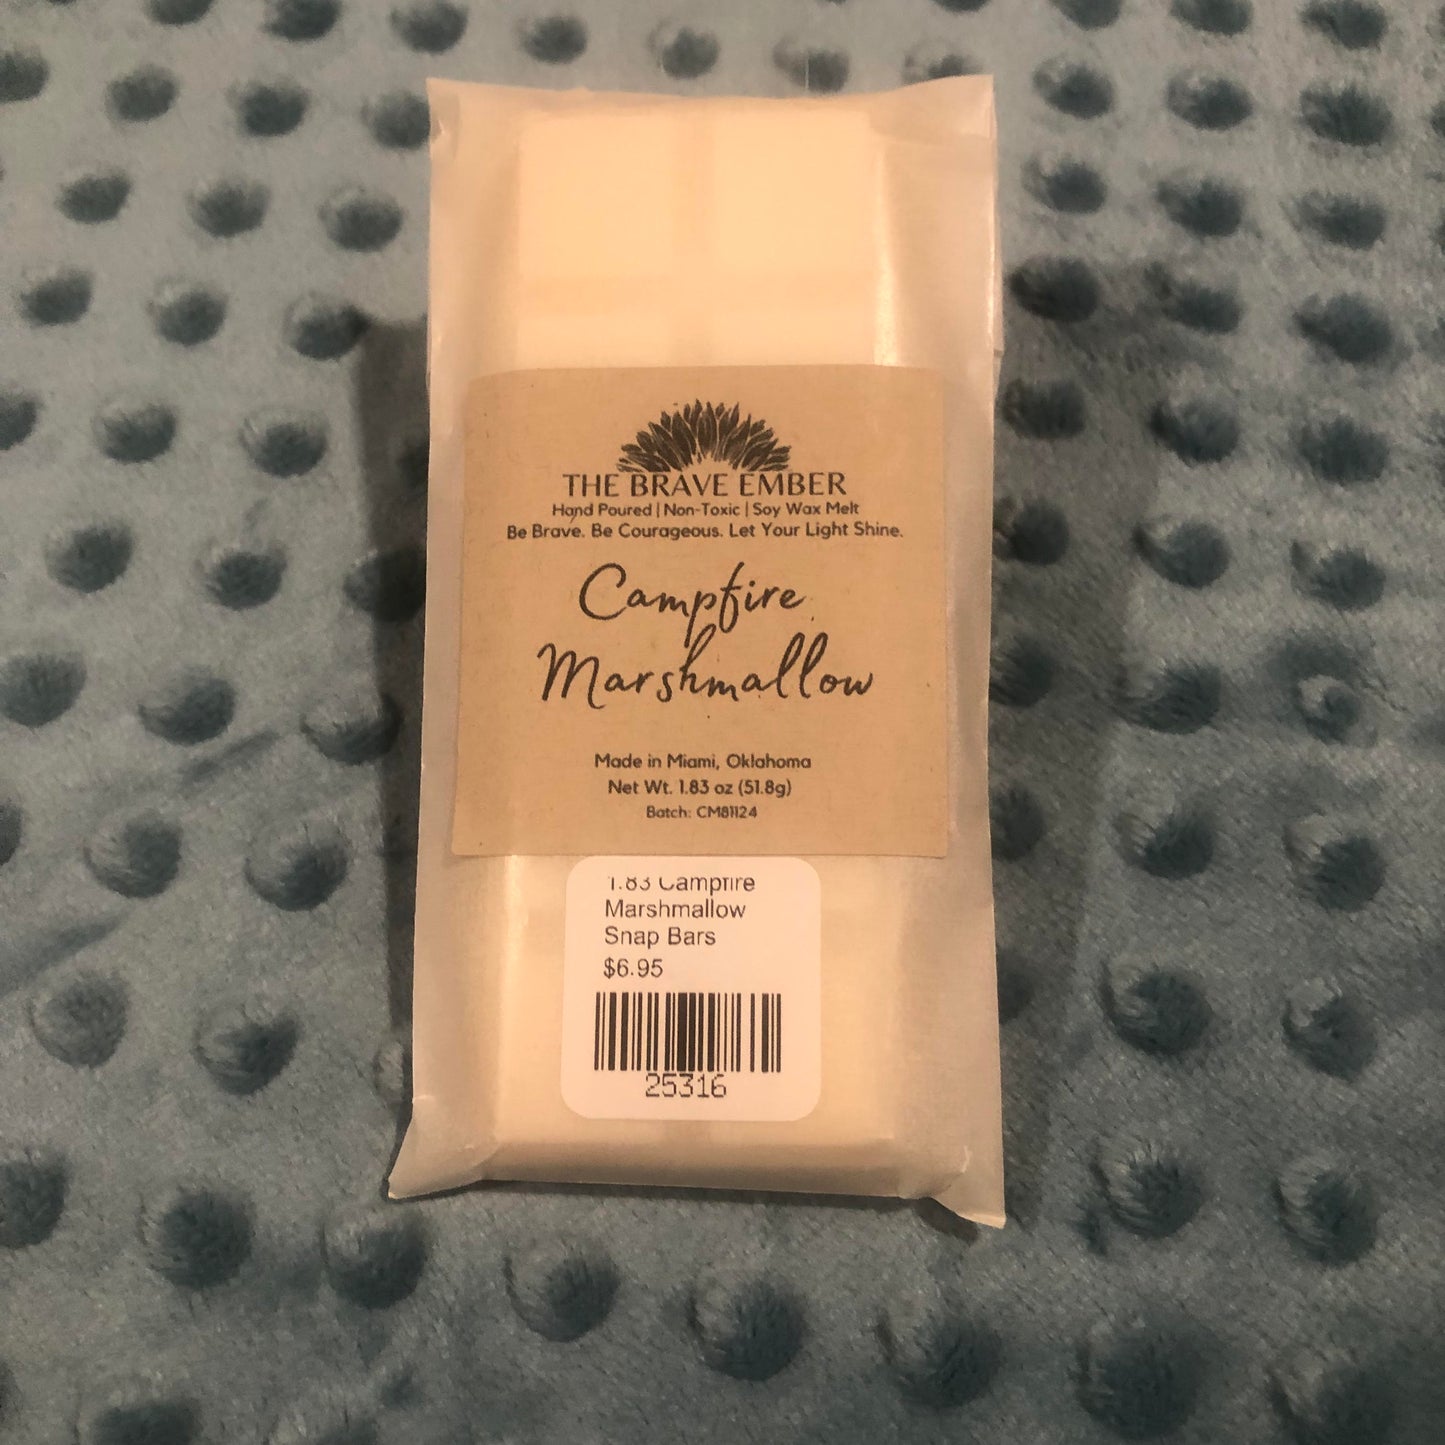 THE BRAVE EMBER
Hand Poured | Non-Toxic | Soy Wax Melt
Be Brave. Be Courageous. Let Your Light Shine.
Campfire
Marshmallow
Made in Miami, Oklahoma
Net Wt. 1.83 oz (51.8g)
Batch: CM81124
1.83 Campfire
Marshmallow
Snap Bars
$6.95
25316